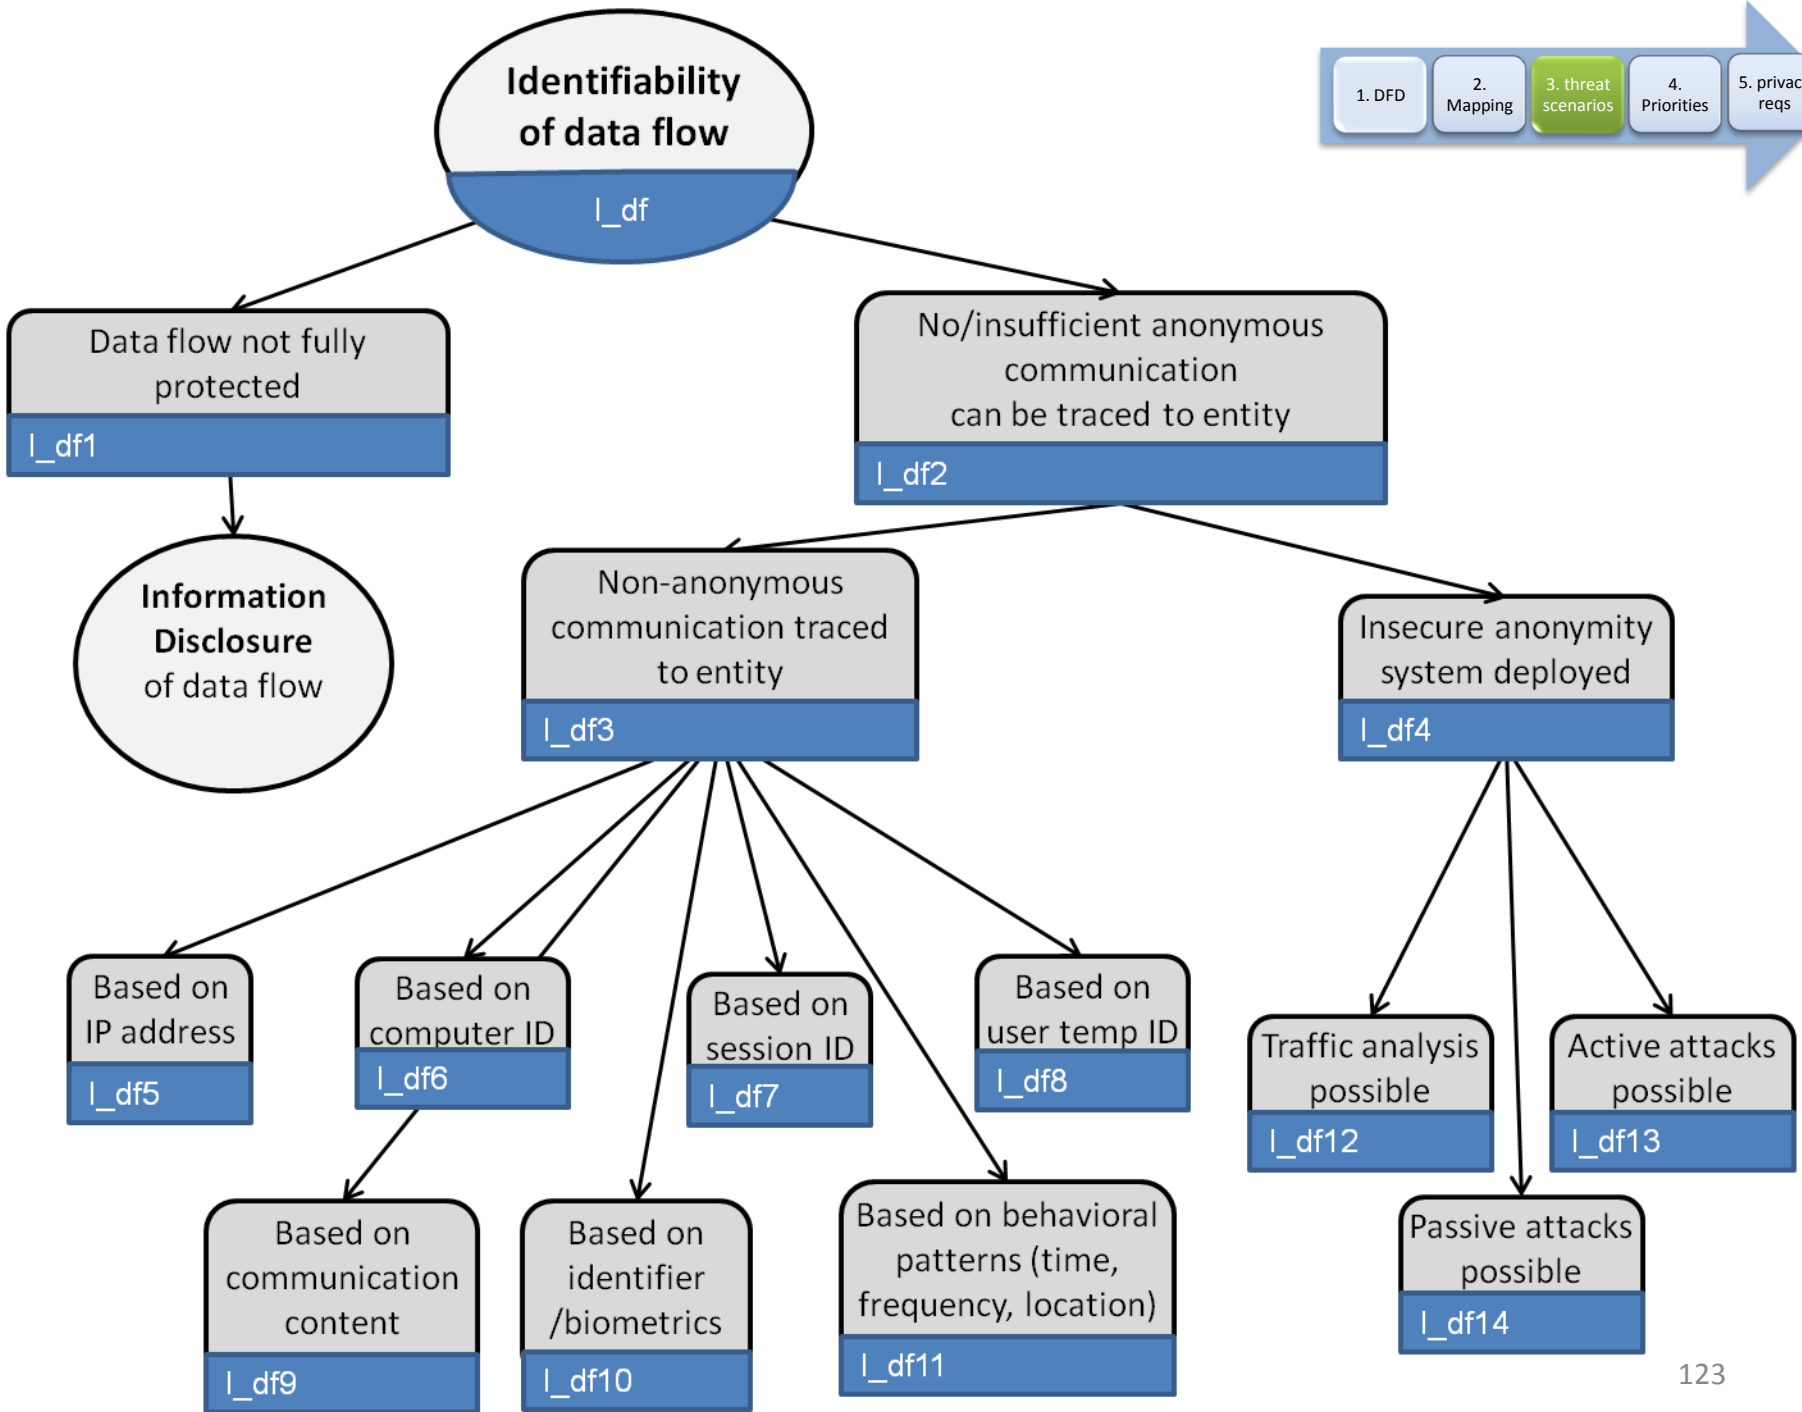 Identifiability
of data flow
I_df
1. DFD
2.
Mapping
3. threat
scenarios
4.
Priorities
5. privac
reqs
Data flow not fully
protected
I_df1
No/insufficient anonymous
communication
can be traced to entity
I_df2
Information
Disclosure
of data flow
Non-anonymous
communication traced
to entity
I_df3
Insecure anonymity
system deployed
I_df4
Based on
IP address
I_df5
Based on
computer ID
I_df6
Based on
session ID
I_df7
Based on
user temp ID
I_df8
Traffic analysis
possible
I_df12
Active attacks
possible
I_df13
Based on
communication
content
I_df9
Based on
identifier
/biometrics
I_df10
Based on behavioral
patterns (time,
frequency, location)
I_df11
Passive attacks
possible
I_df14
123